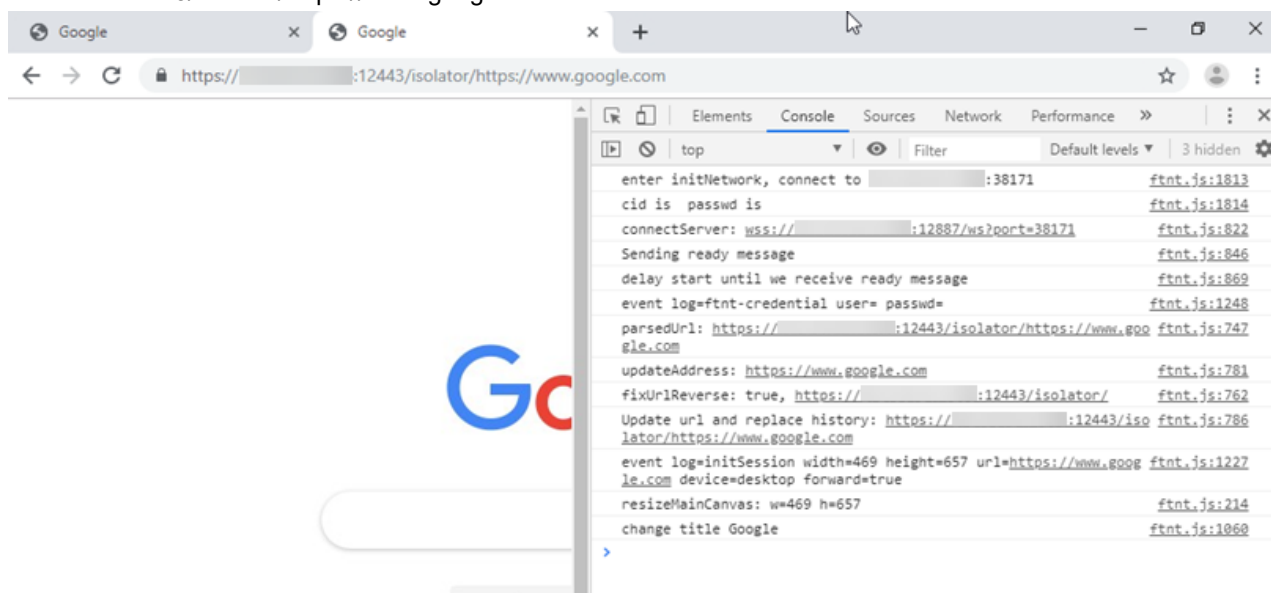 Google
Google
https:// :12443/isolator/https://www.google.com
Elements Console Sources Network Performance »
top Filter Default levels 3 hidden
enter initNetwork, connect to :38171 ftnt.js:1813
cid is passwd is ftnt.js:1814
connectServer: wss:// :12887/ws?port=38171 ftnt.js:822
Sending ready message ftnt.js:846
delay start until we receive ready message ftnt.js:869
event log=ftnt-credential user= passwd= ftnt.js:1248
parsedUrl: https:// :12443/isolator/https://www.goo ftnt.js:747
gle.com
updateAddress: https://www.google.com ftnt.js:781
fixUrlReverse: true, https:// :12443/isolator/ ftnt.js:762
Update url and replace history: https:// :12443/iso ftnt.js:786
lator/https://www.google.com
event log=initSession width=469 height=657 url=https://www.goog ftnt.js:1227
le.com device=desktop forward=true
resizeMainCanvas: w=469 h=657 ftnt.js:214
change title Google ftnt.js:1060
Go